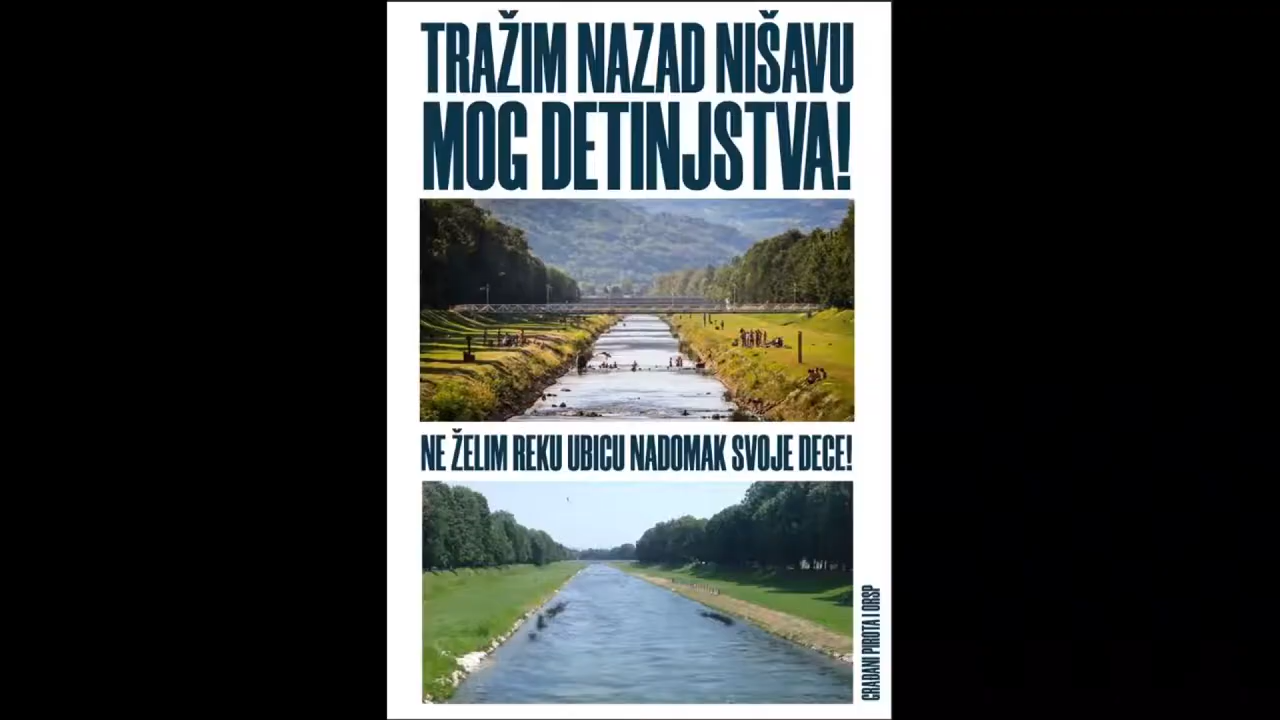 TRAŽIM NAZAD NIŠAVU
MOG DETINJSTVA!
NE ŽELIM REKU UBICU NADOMAK SVOJE DECE!
GRAĐANI PIROTA I ORSP